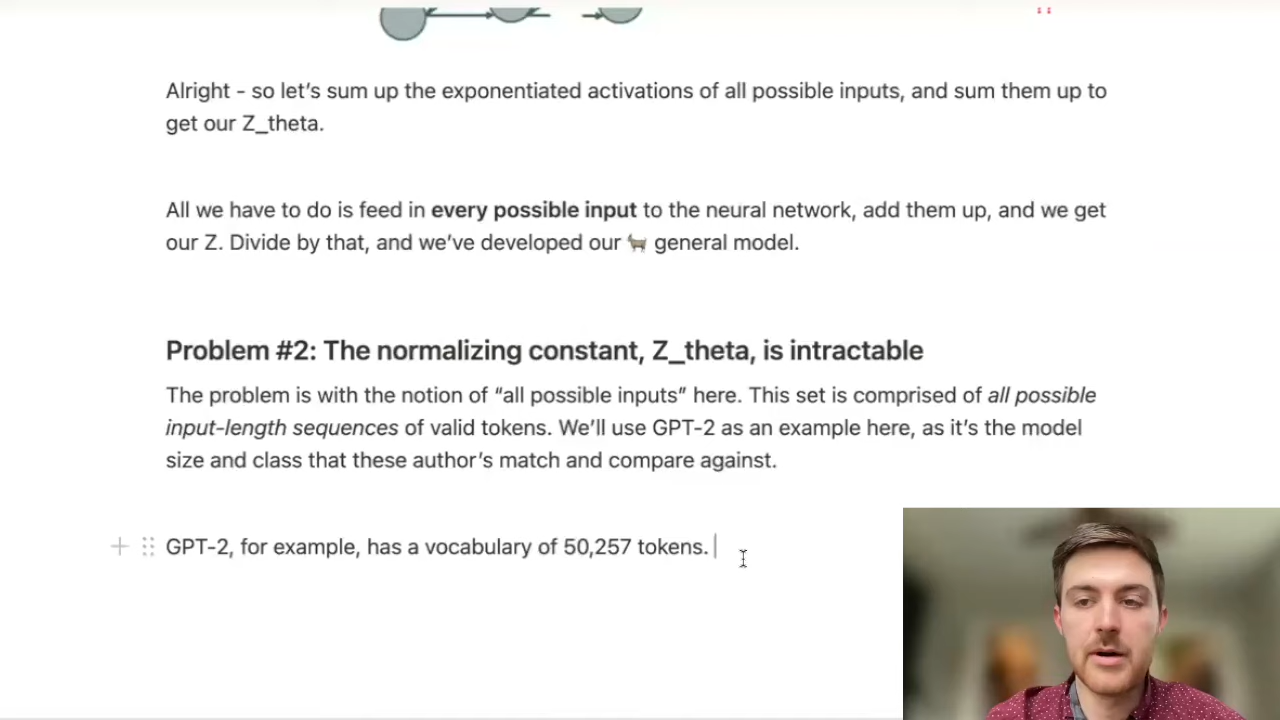 Alright - so let's sum up the exponentiated activations of all possible inputs, and sum them up to
get our Z_theta.
All we have to do is feed in every possible input to the neural network, add them up, and we get
our Z. Divide by that, and we've developed our 🐐 general model.
Problem #2: The normalizing constant, Z_theta, is intractable
The problem is with the notion of “all possible inputs” here. This set is comprised of all possible
input-length sequences of valid tokens. We'll use GPT-2 as an example here, as it's the model
size and class that these author's match and compare against.
GPT-2, for example, has a vocabulary of 50,257 tokens.